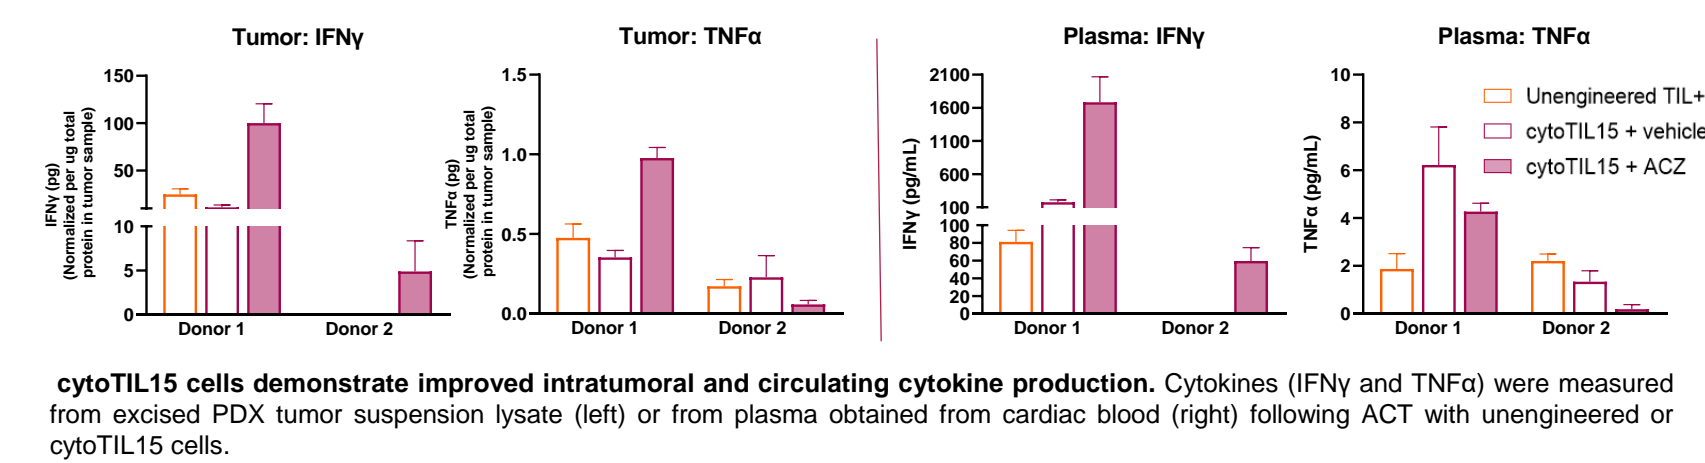 Tumor: IFNγ
IFNγ (pg)
(Normalized per ug total
protein in tumor sample)
150
100
50
10
5
0
Donor 1
Donor 2
Tumor: TNFα
TNFα (pg)
(Normalized per ug total
protein in tumor sample)
1.5
1.0
0.5
0.0
Donor 1
Donor 2
Plasma: IFNγ
IFNγ (pg/mL)
2100
1600
1100
600
100
100
80
60
40
20
0
Donor 1
Donor 2
Plasma: TNFα
TNFα (pg/mL)
10
8
6
4
2
0
Donor 1
Donor 2
Unengineered TIL+
cytoTIL15 + vehicle
cytoTIL15 + ACZ
cytoTIL15 cells demonstrate improved intratumoral and circulating cytokine production. Cytokines (IFNγ and TNFα) were measured
from excised PDX tumor suspension lysate (left) or from plasma obtained from cardiac blood (right) following ACT with unengineered or
cytoTIL15 cells.